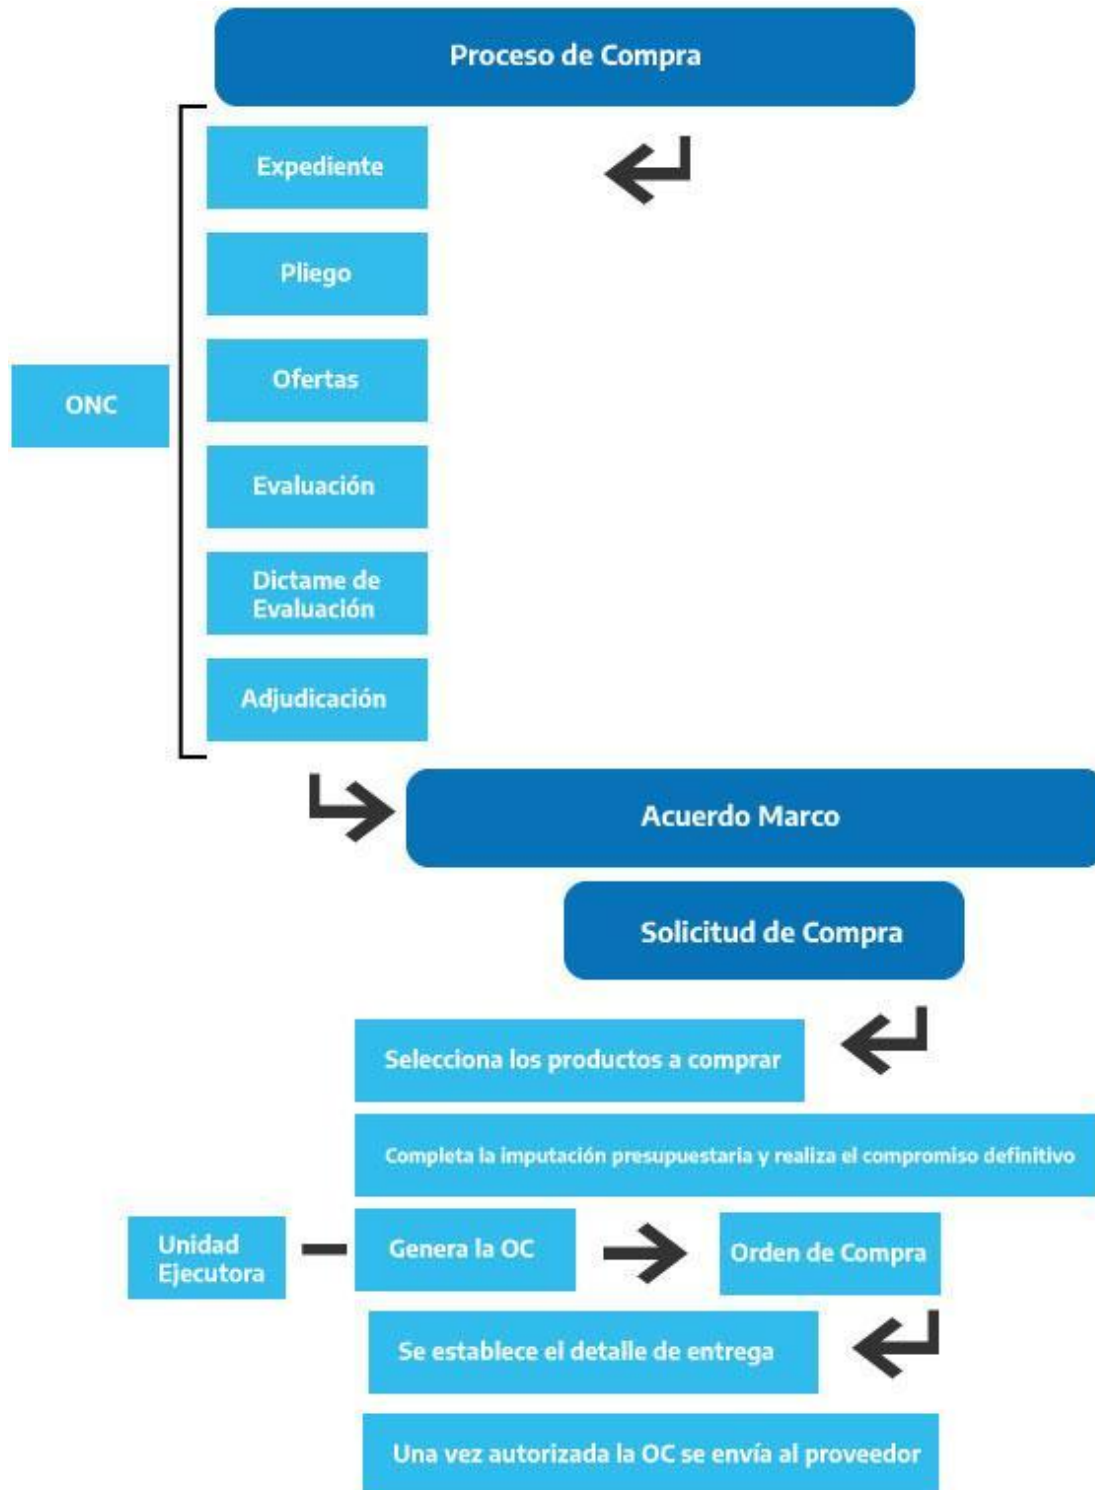 Proceso de Compra
Expediente
Pliego
Ofertas
ONC
Evaluación
Dictame de
Evaluación
Adjudicación
Acuerdo Marco
Solicitud de Compra
Selecciona los productos a comprar
Completa la imputación presupuestaria y realiza el compromiso definitivo
Unidad
Ejecutora
Genera la OC
Orden de Compra
Se establece el detalle de entrega
Una vez autorizada la OC se envía al proveedor